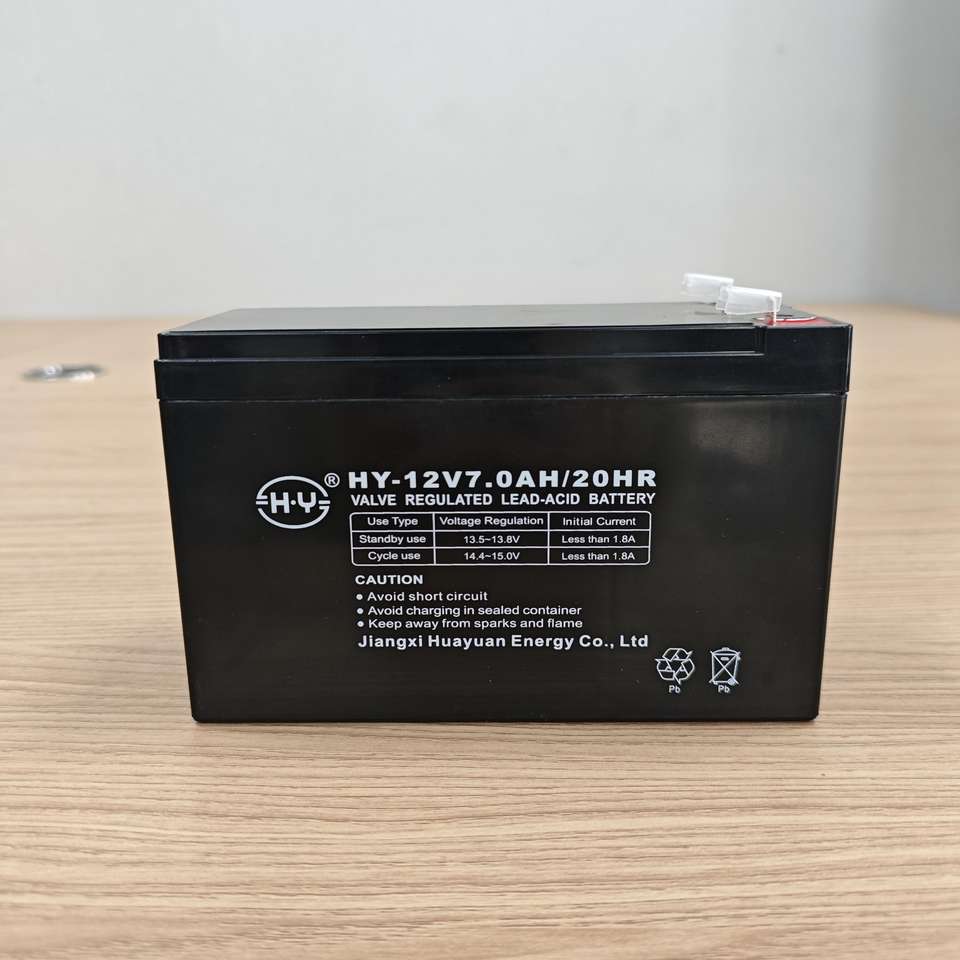 H·Y® HY-12V7.0AH/20HR
VALVE REGULATED LEAD-ACID BATTERY
Use Type Voltage Regulation Initial Current
Standby use 13.5~13.8V Less than 1.8A
Cycle use 14.4~15.0V Less than 1.8A
CAUTION
• Avoid short circuit
• Avoid charging in sealed container
• Keep away from sparks and flame
Jiangxi Huayuan Energy Co., Ltd
Pb Pb